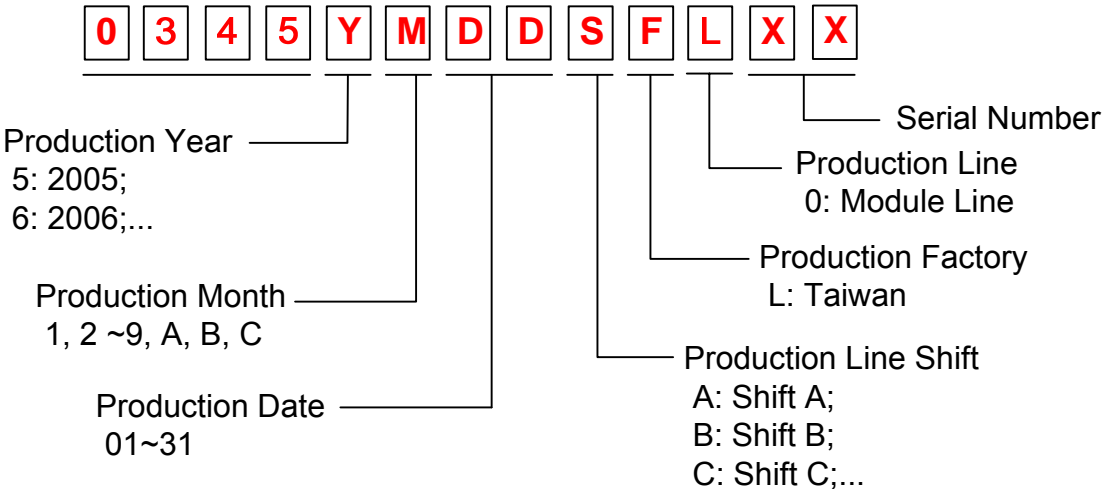 0 3 4 5 Y M D D S F L X X
Serial Number
Production Year
5: 2005;
6: 2006;...
Production Line
0: Module Line
Production Factory
L: Taiwan
Production Month
1, 2 ~9, A, B, C
Production Line Shift
A: Shift A;
B: Shift B;
C: Shift C;...
Production Date
01~31